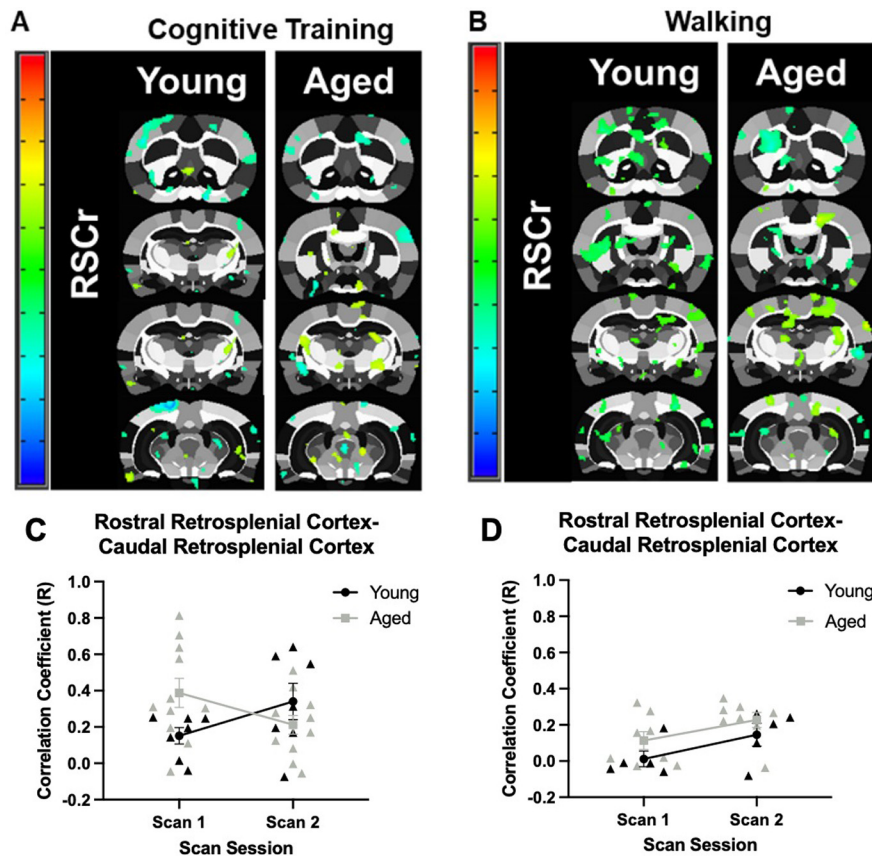 A
Cognitive Training
Young
Aged
RSCr
B
Walking
Young
Aged
RSCr
C
Rostral Retrosplenial Cortex-
Caudal Retrosplenial Cortex
Correlation Coefficient (R)
1.0
0.8
0.6
0.4
0.2
0.0
-0.2
Young
Aged
Scan 1
Scan 2
Scan Session
D
Rostral Retrosplenial Cortex-
Caudal Retrosplenial Cortex
Correlation Coefficient (R)
1.0
0.8
0.6
0.4
0.2
0.0
-0.2
Young
Aged
Scan 1
Scan 2
Scan Session